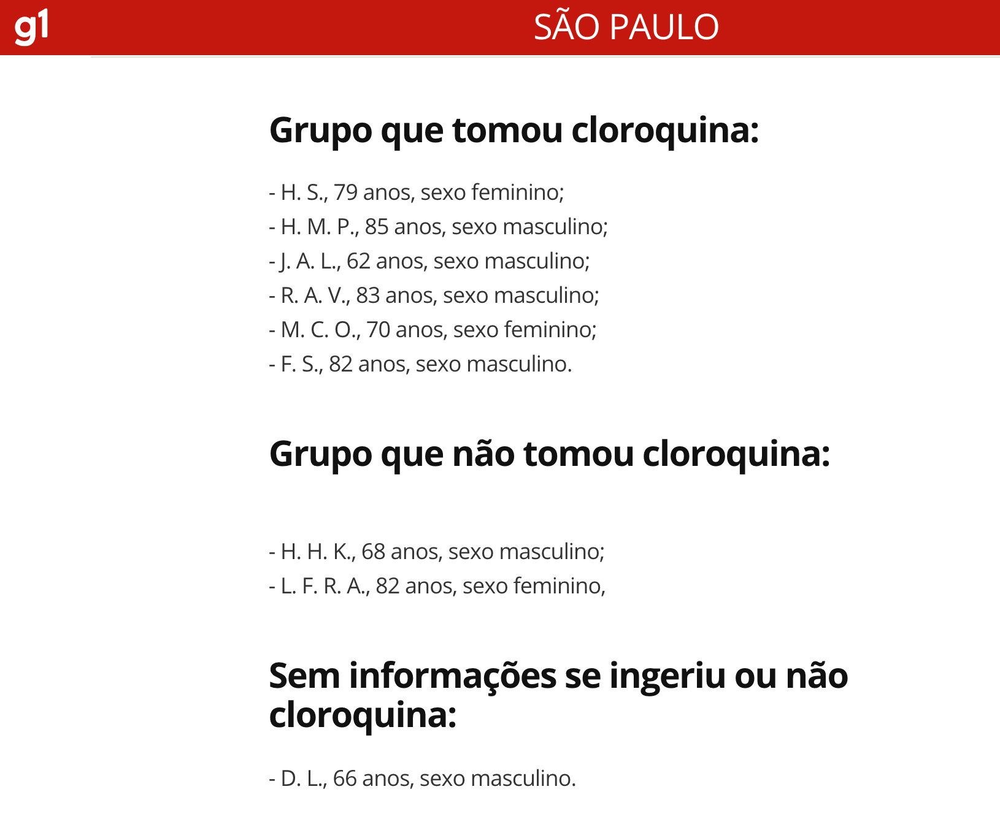 g1
SÃO PAULO
Grupo que tomou cloroquina:
- H. S., 79 anos, sexo feminino;
- H. M. P., 85 anos, sexo masculino;
- J. A. L., 62 anos, sexo masculino;
- R. A. V., 83 anos, sexo masculino;
- M. C. O., 70 anos, sexo feminino;
- F. S., 82 anos, sexo masculino.
Grupo que não tomou cloroquina:
- H. H. K., 68 anos, sexo masculino;
- L. F. R. A., 82 anos, sexo feminino,
Sem informações se ingeriu ou não
cloroquina:
- D. L., 66 anos, sexo masculino.